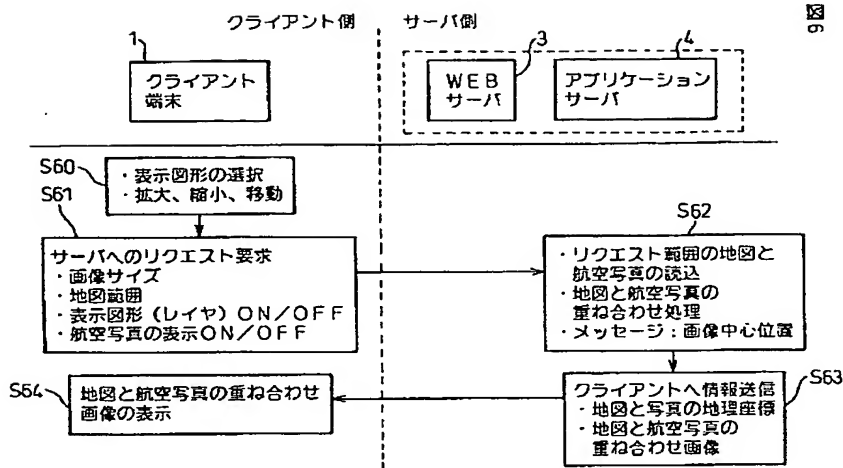 図9
クライアント側
サーバ側
1
3
4
クライアント
端末
WEB
サーバ
アプリケーション
サーバ
S60
・表示図形の選択
・拡大、縮小、移動
S61
サーバへのリクエスト要求
・画像サイズ
・地図範囲
・表示図形（レイヤ）ON／OFF
・航空写真の表示ON／OFF
S62
・リクエスト範囲の地図と
航空写真の読込
・地図と航空写真の
重ね合わせ処理
・メッセージ：画像中心位置
S63
クライアントへ情報送信
・地図と写真の地理座標
・地図と航空写真の
重ね合わせ画像
S64
地図と航空写真の重ね合わせ
画像の表示